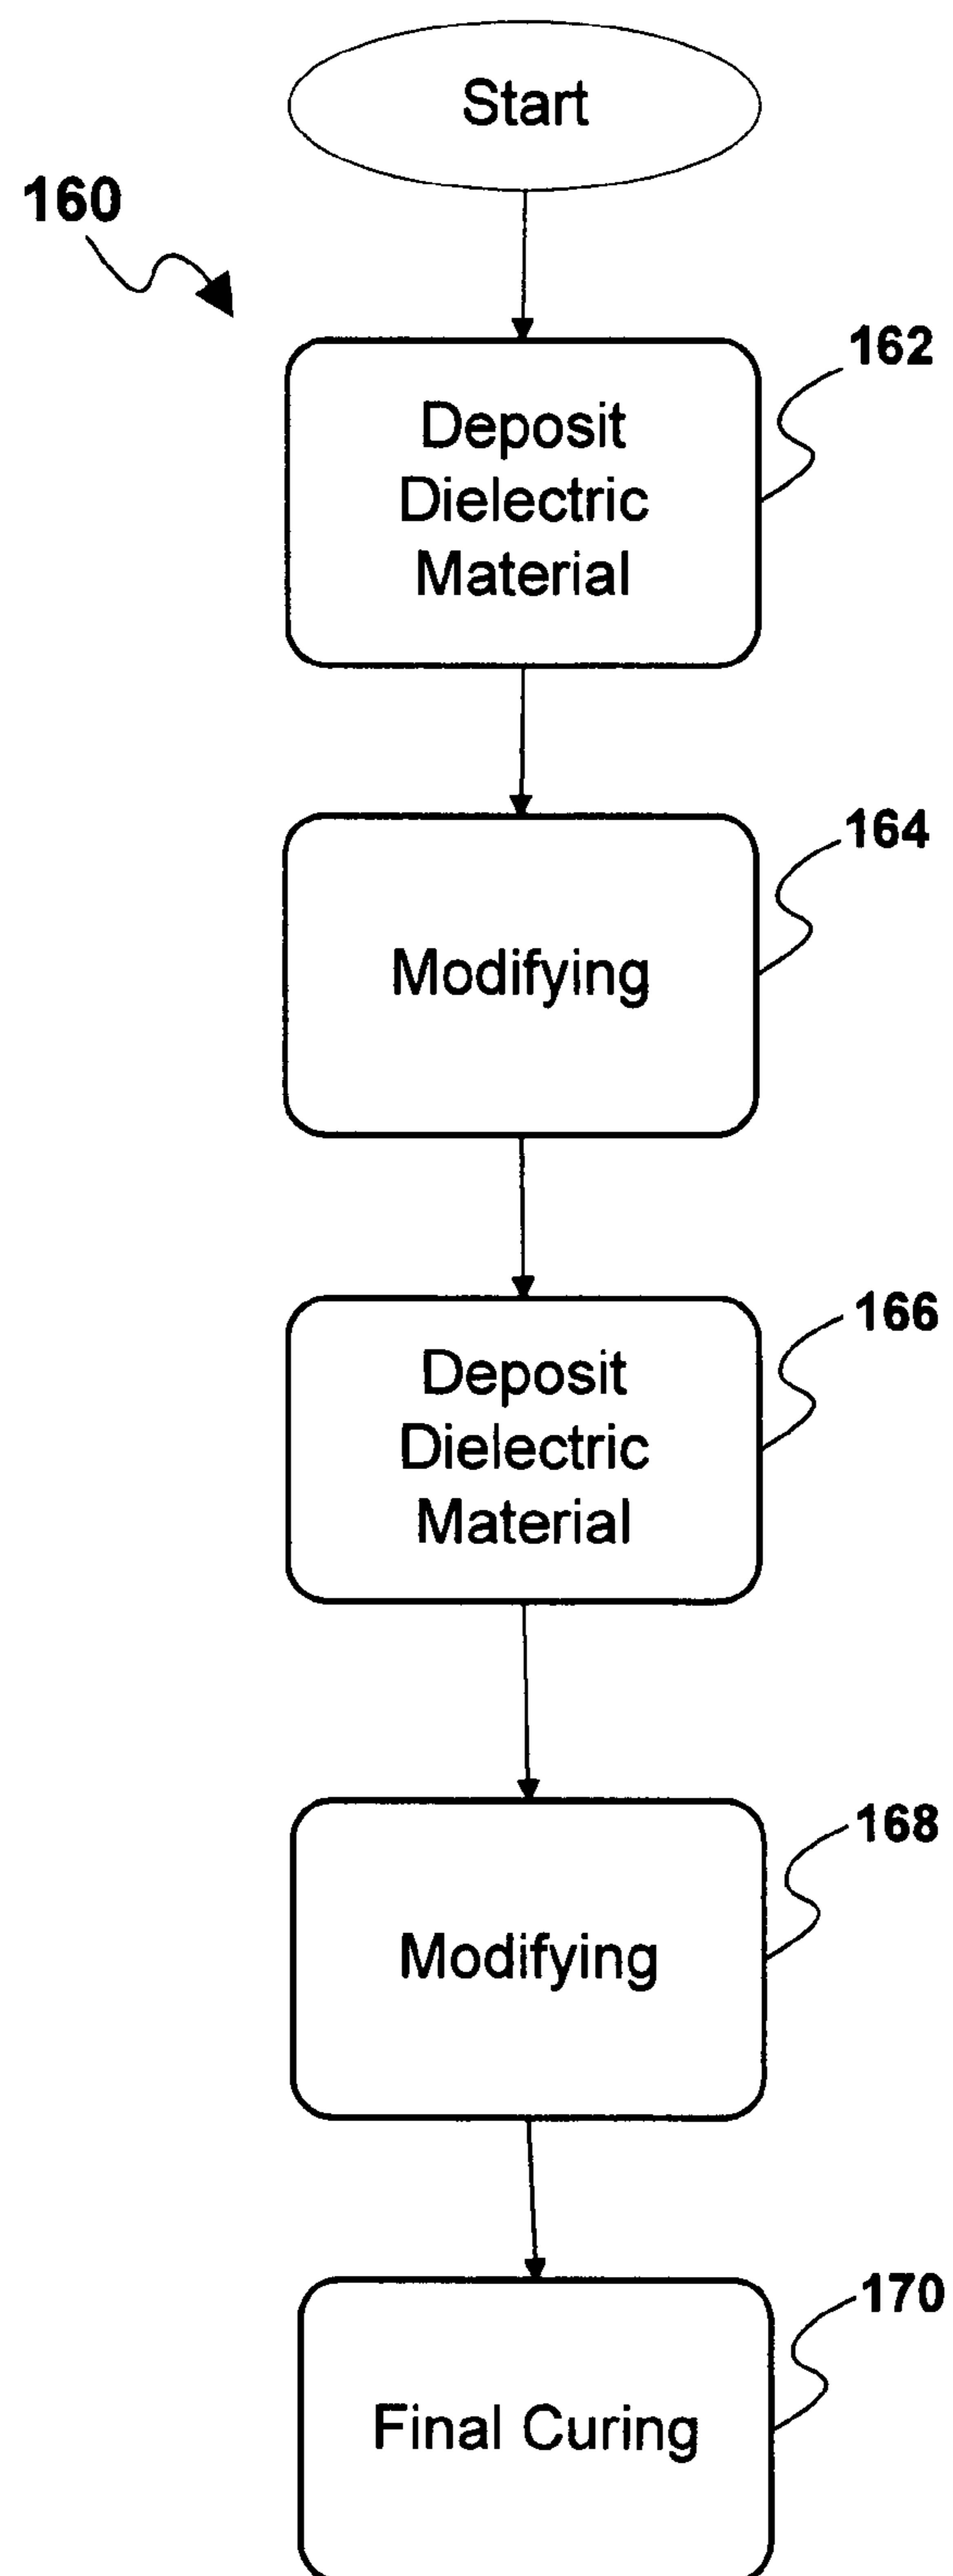 Start
160
162
Deposit
Dielectric
Material
164
Modifying
166
Deposit
Dielectric
Material
168
Modifying
170
Final Curing